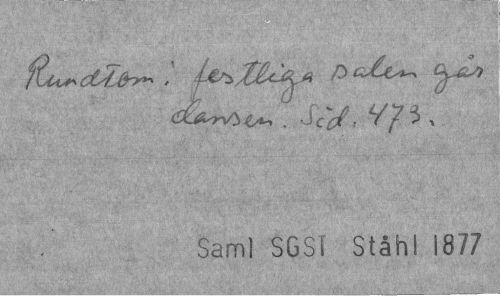 Rundtom i festliga salen går
dansen. Sid. 473.
Saml SGST Ståhl 1877